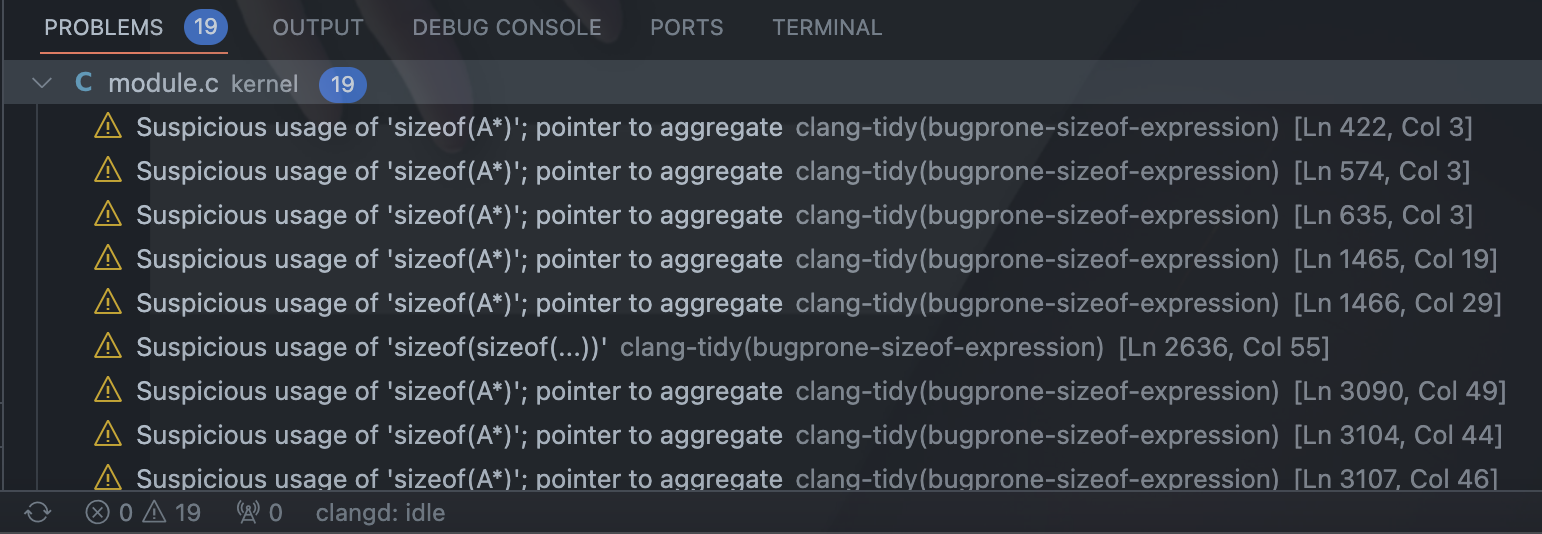 PROBLEMS 19 OUTPUT DEBUG CONSOLE PORTS TERMINAL
C module.c kernel 19
Suspicious usage of 'sizeof(A*)'; pointer to aggregate clang-tidy(bugprone-sizeof-expression) [Ln 422, Col 3]
Suspicious usage of 'sizeof(A*)'; pointer to aggregate clang-tidy(bugprone-sizeof-expression) [Ln 574, Col 3]
Suspicious usage of 'sizeof(A*)'; pointer to aggregate clang-tidy(bugprone-sizeof-expression) [Ln 635, Col 3]
Suspicious usage of 'sizeof(A*)'; pointer to aggregate clang-tidy(bugprone-sizeof-expression) [Ln 1465, Col 19]
Suspicious usage of 'sizeof(A*)'; pointer to aggregate clang-tidy(bugprone-sizeof-expression) [Ln 1466, Col 29]
Suspicious usage of 'sizeof(sizeof(...))' clang-tidy(bugprone-sizeof-expression) [Ln 2636, Col 55]
Suspicious usage of 'sizeof(A*)'; pointer to aggregate clang-tidy(bugprone-sizeof-expression) [Ln 3090, Col 49]
Suspicious usage of 'sizeof(A*)'; pointer to aggregate clang-tidy(bugprone-sizeof-expression) [Ln 3104, Col 44]
Suspicious usage of 'sizeof(A*)'; pointer to aggregate clang-tidy(bugprone-sizeof-expression) [Ln 3107, Col 46]
0 19 0 clangd: idle